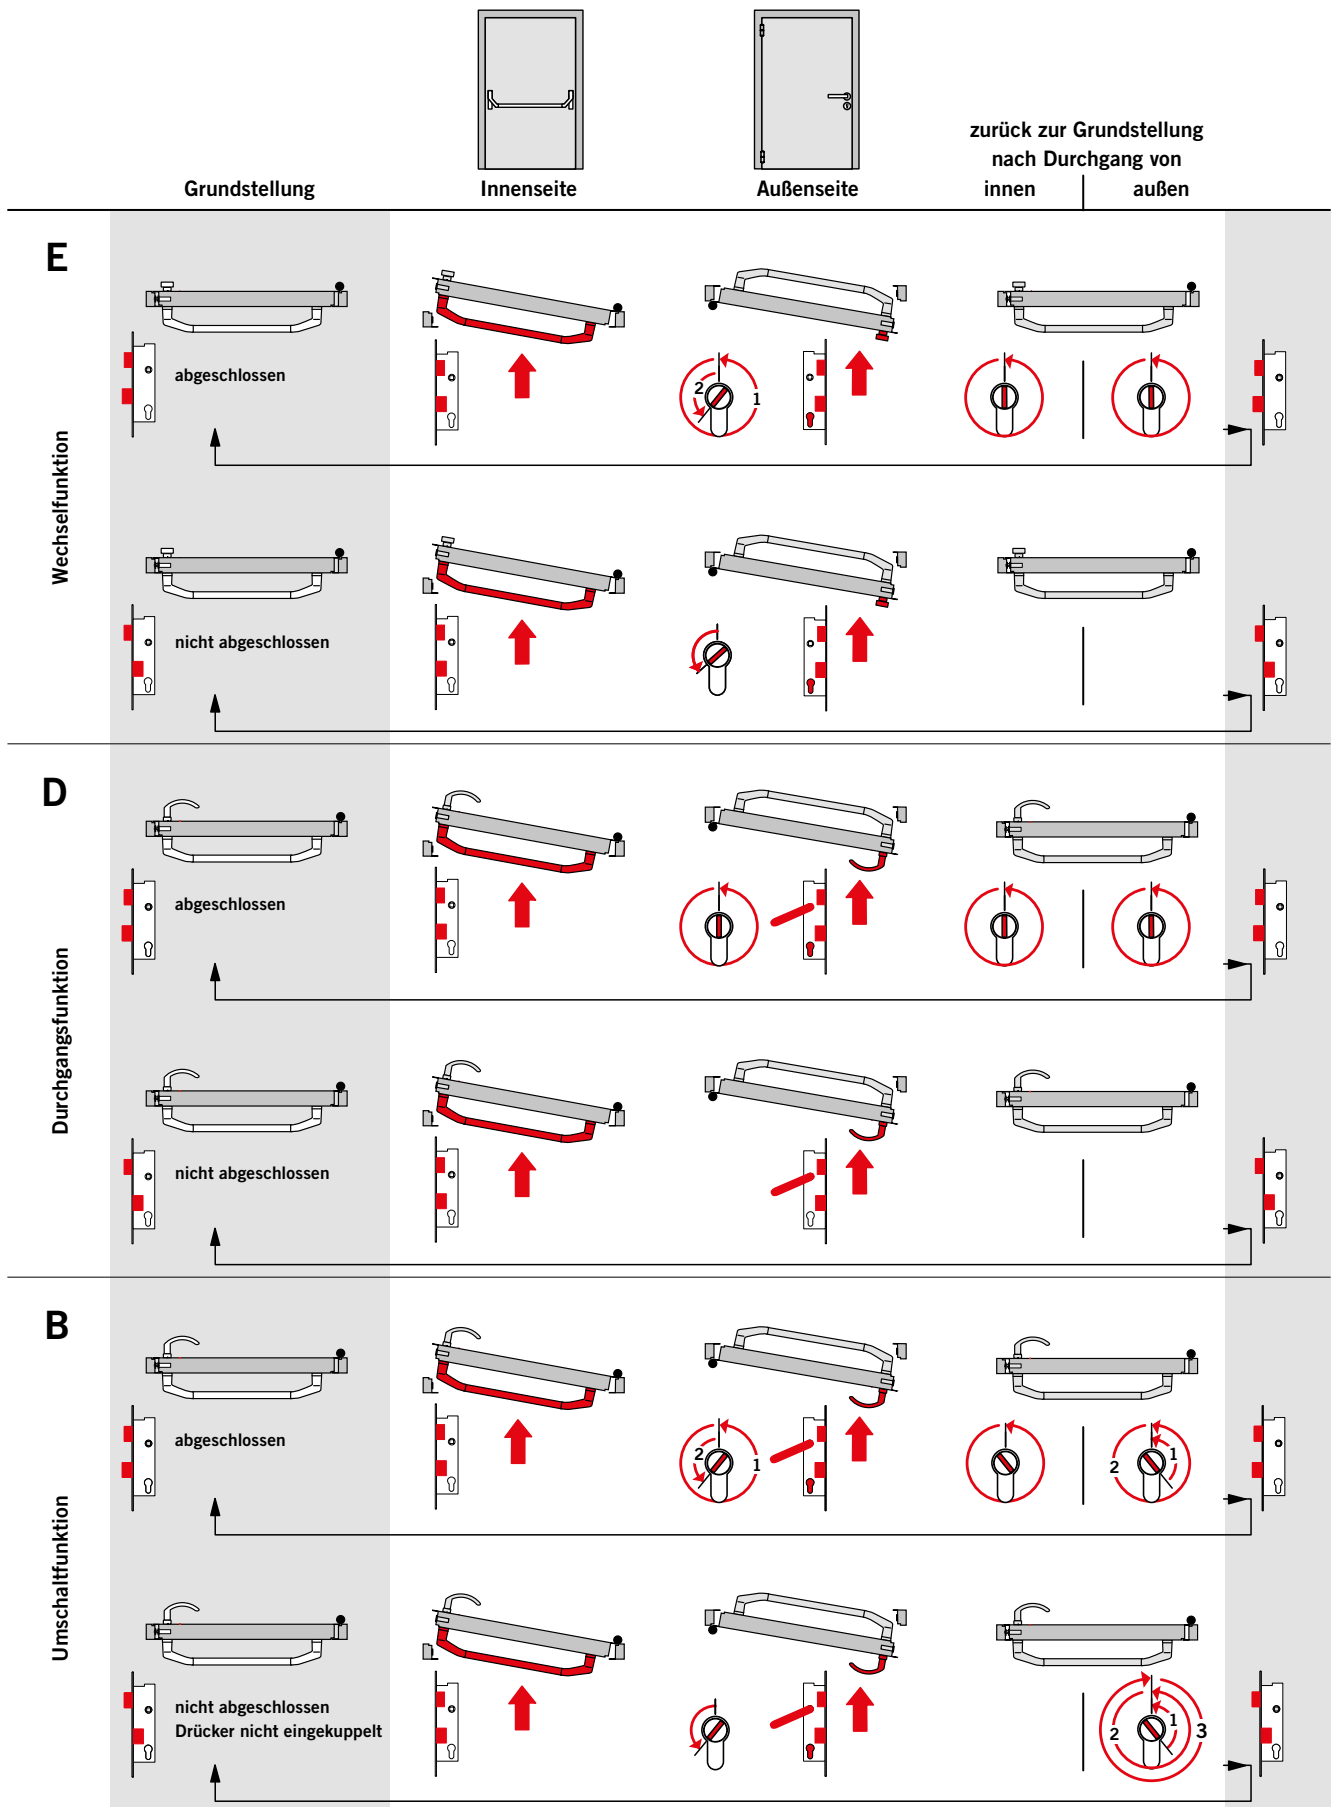 zurück zur Grundstellung
nach Durchgang von
Grundstellung
Innenseite
Außenseite
innen
außen
E
Wechselfunktion
abgeschlossen
2
1
nicht abgeschlossen
D
Durchgangsfunktion
abgeschlossen
nicht abgeschlossen
B
Umschaltfunktion
abgeschlossen
2
1
2
1
nicht abgeschlossen
Drücker nicht eingekuppelt
2
1
3